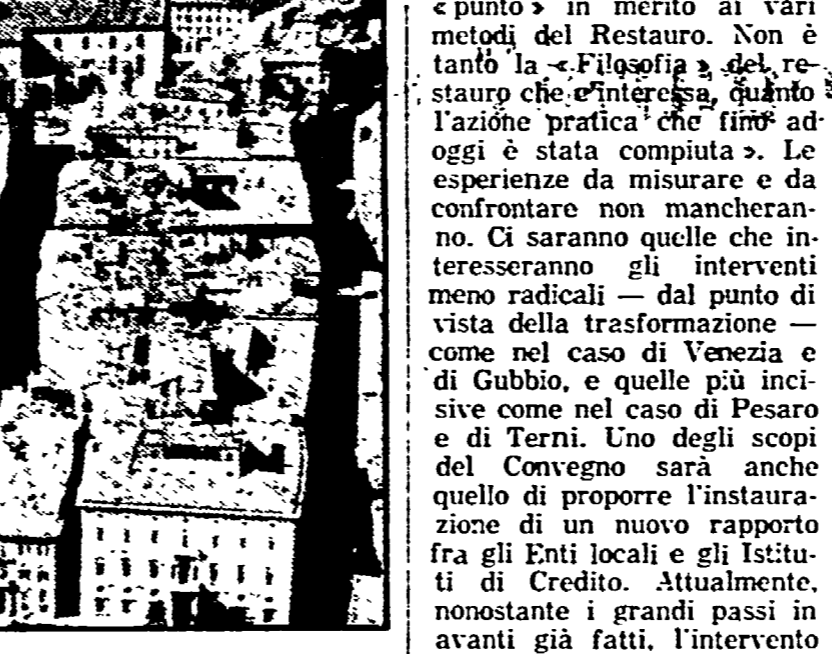 « punto » in merito ai vari
metodi del Restauro. Non è
tanto la « Filosofia » del re-
stauro che c'interessa, quanto
l'azione pratica che fino ad
oggi è stata compiuta ». Le
esperienze da misurare e da
confrontare non mancheran-
no. Ci saranno quelle che in-
teresseranno gli interventi
meno radicali — dal punto di
vista della trasformazione —
come nel caso di Venezia e
di Gubbio, e quelle più inci-
sive come nel caso di Pesaro
e di Terni. Uno degli scopi
del Convegno sarà anche
quello di proporre l'instaura-
zione di un nuovo rapporto
fra gli Enti locali e gli Istitu-
ti di Credito. Attualmente,
nonostante i grandi passi in
avanti già fatti, l'intervento